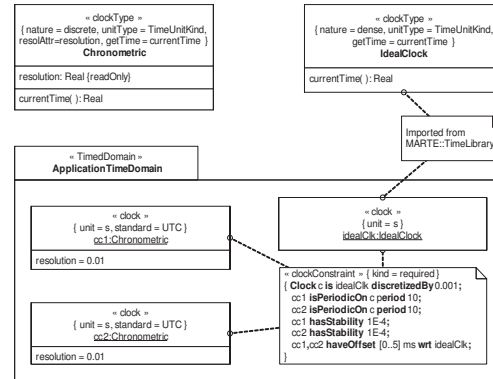 « clockType »
{ nature = discrete, unitType = TimeUnitKind,
resolAttr=resolution, getTime = currentTime }
Chronometric
resolution: Real {readOnly}
currentTime( ): Real
« clockType »
{ nature = dense, unitType = TimeUnitKind,
getTime = currentTime }
IdealClock
currentTime( ): Real
Imported from
MARTE::TimeLibrary
« TimedDomain »
ApplicationTimeDomain
« clock »
{ unit = s, standard = UTC }
cc1:Chronometric
resolution = 0.01
« clock »
{ unit = s }
idealClk:IdealClock
« clock »
{ unit = s, standard = UTC }
cc2:Chronometric
resolution = 0.01
« clockConstraint » { kind = required }
{ Clock c is idealClk discretizedBy 0.001;
cc1 isPeriodicOn c period 10;
cc2 isPeriodicOn c period 10;
cc1 hasStability 1E-4;
cc2 hasStability 1E-4;
cc1,cc2 haveOffset [0..5] ms wrt idealClk;
}